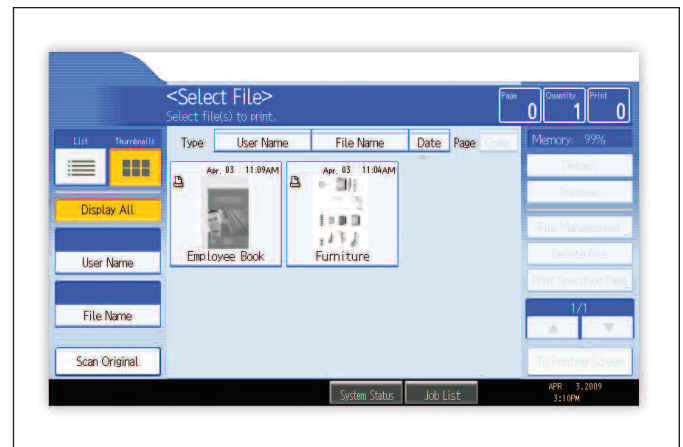 <Select File>
Select file(s) to print.
Page 0 Quantity 1 Print 0
List Thumbnails
Type User Name File Name Date Page Order
Memory: 99%
Apr. 03 11:09AM
Employee Book
Apr. 03 11:04AM
Furniture
Display All
User Name
File Name
Scan Original
Details
Preview
File Management
Delete File
Print Specified Page
1/1
To Printing Screen
System Status Job List
APR 3,2009
3:10PM